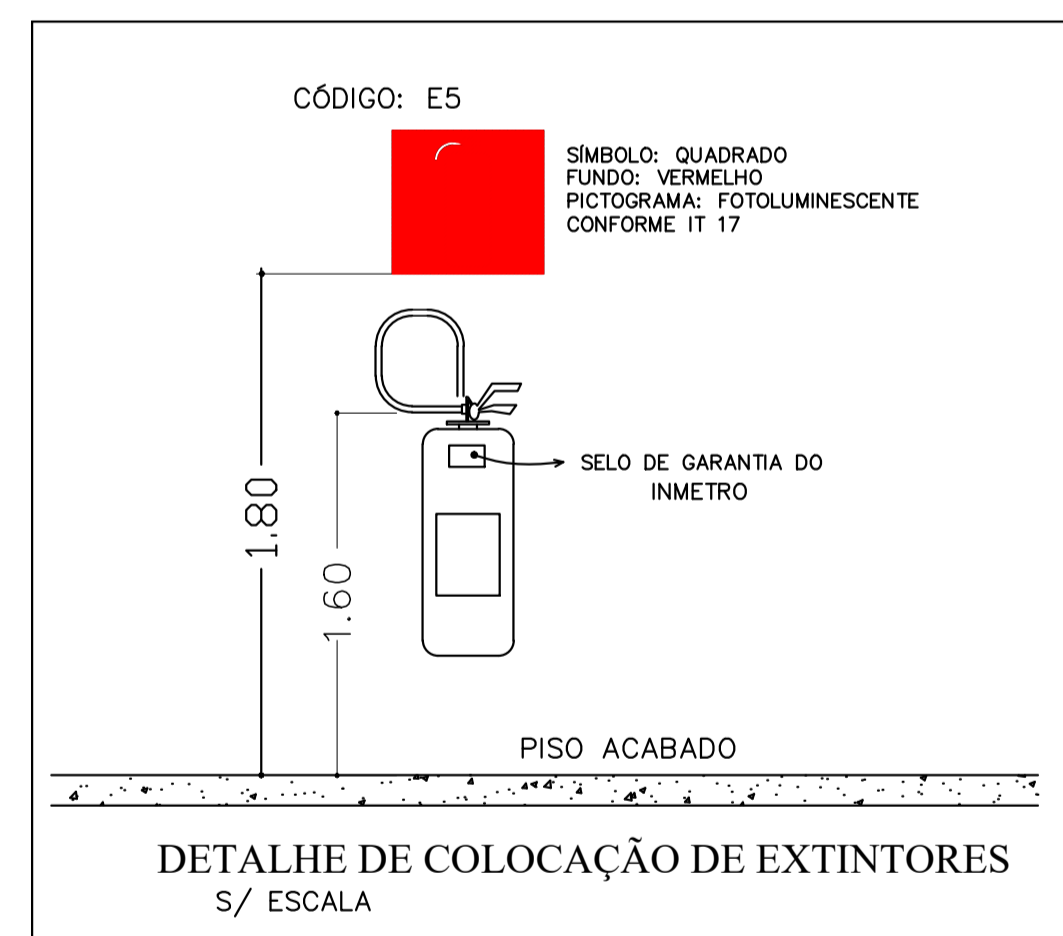 CÓDIGO: E5
SÍMBOLO: QUADRADO
FUNDO: VERMELHO
PICTOGRAMA: FOTOLUMINESCENTE
CONFORME IT 17
1.80
1.60
SELO DE GARANTIA DO
INMETRO
PISO ACABADO
DETALHE DE COLOCAÇÃO DE EXTINTORES
S/ ESCALA